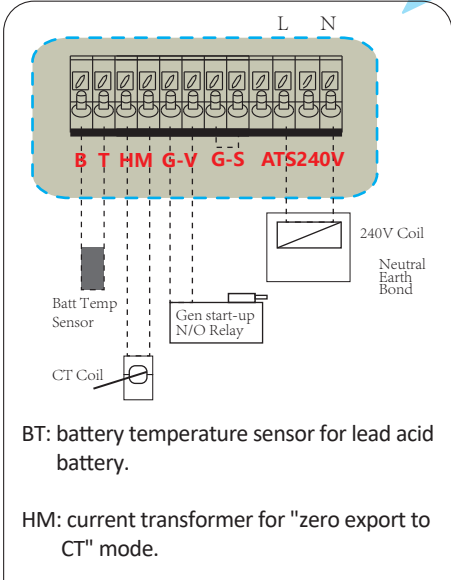 L N
B T HM G-V G-S ATS240V
240V Coil
Neutral
Earth
Bond
Batt Temp
Sensor
Gen start-up
N/O Relay
CT Coil
BT: battery temperature sensor for lead acid
battery.
HM: current transformer for "zero export to
CT" mode.